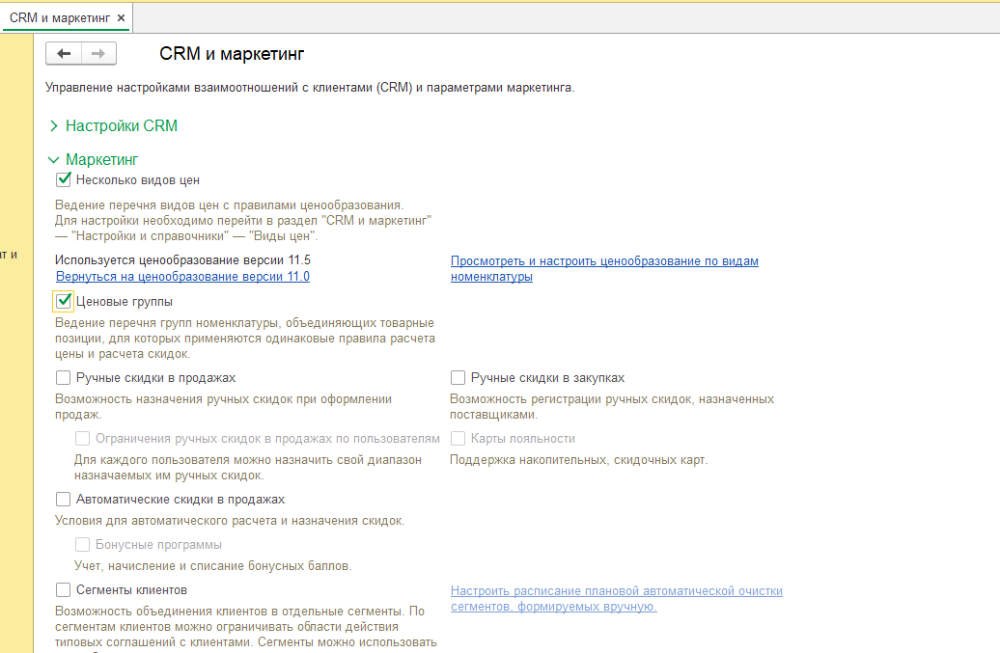 CRM и маркетинг ×
CRM и маркетинг
Управление настройками взаимоотношений с клиентами (CRM) и параметрами маркетинга.
Настройки CRM
Маркетинг
Несколько видов цен
Ведение перечня видов цен с правилами ценообразования.
Для настройки необходимо перейти в раздел "CRM и маркетинг"
— "Настройки и справочники" — "Виды цен".
т и
Используется ценообразование версии 11.5
Вернуться на ценообразование версии 11.0
Просмотреть и настроить ценообразование по видам
номенклатуры
Ценовые группы
Ведение перечня групп номенклатуры, объединяющих товарные
позиции, для которых применяются одинаковые правила расчета
цены и расчета скидок.
Ручные скидки в продажах
Возможность назначения ручных скидок при оформлении
продаж.
Ручные скидки в закупках
Возможность регистрации ручных скидок, назначенных
поставщиками.
Ограничения ручных скидок в продажах по пользователям
Для каждого пользователя можно назначить свой диапазон
назначаемых им ручных скидок.
Карты лояльности
Поддержка накопительных, скидочных карт.
Автоматические скидки в продажах
Условия для автоматического расчета и назначения скидок.
Бонусные программы
Учет, начисление и списание бонусных баллов.
Сегменты клиентов
Возможность объединения клиентов в отдельные сегменты. По
сегментам клиентов можно ограничивать области действия
типовых соглашений с клиентами. Сегменты можно использовать
Настроить расписание плановой автоматической очистки
сегментов, формируемых вручную.